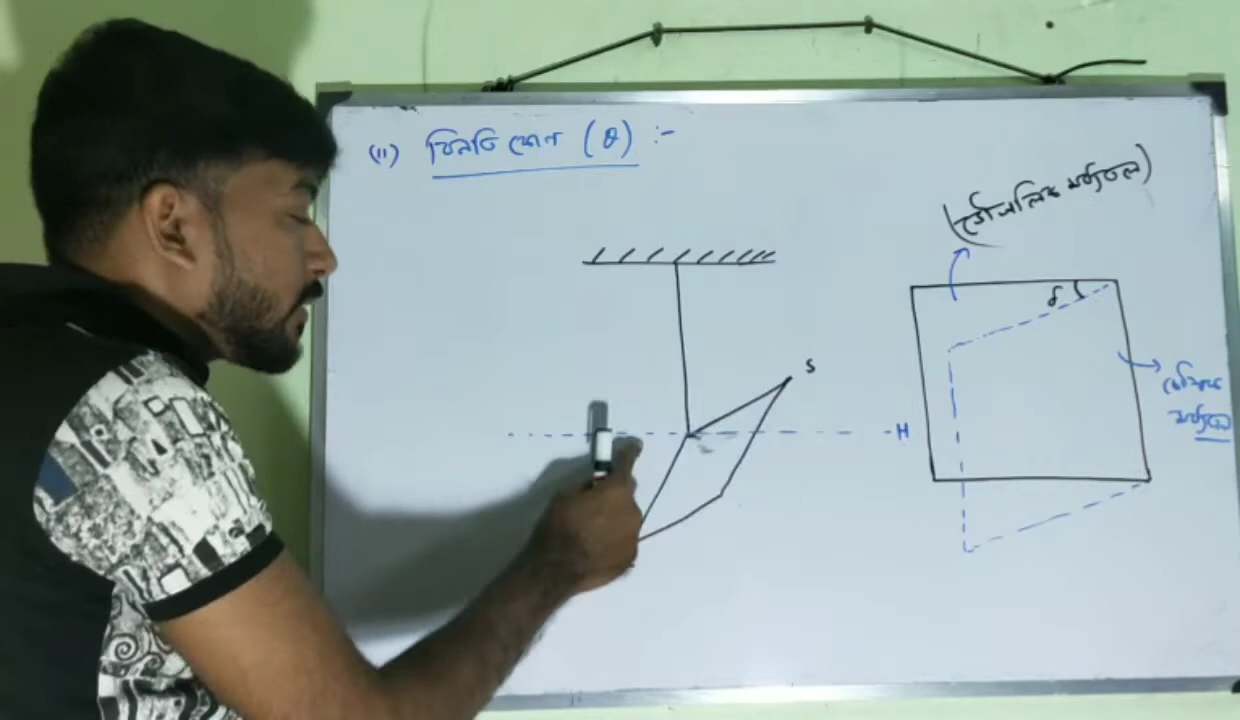 (ii) বিনতি কোণ (θ) :-
(ভৌগোলিক মধ্যতল)
δ
S
H
চৌম্বক
মধ্যতল